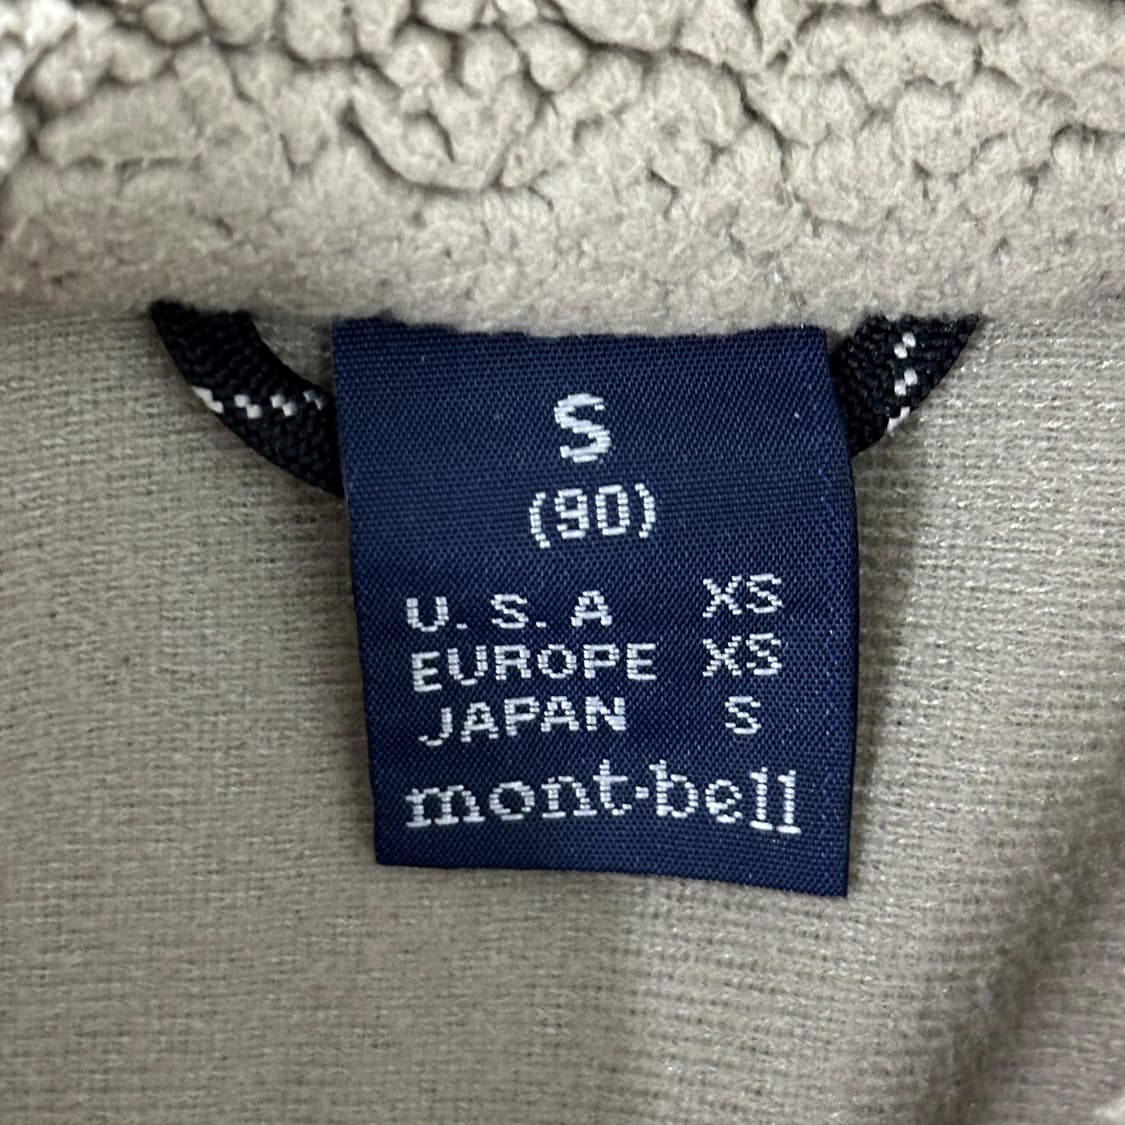 S
(90)
U.S.A XS
EUROPE XS
JAPAN S
mont-bell